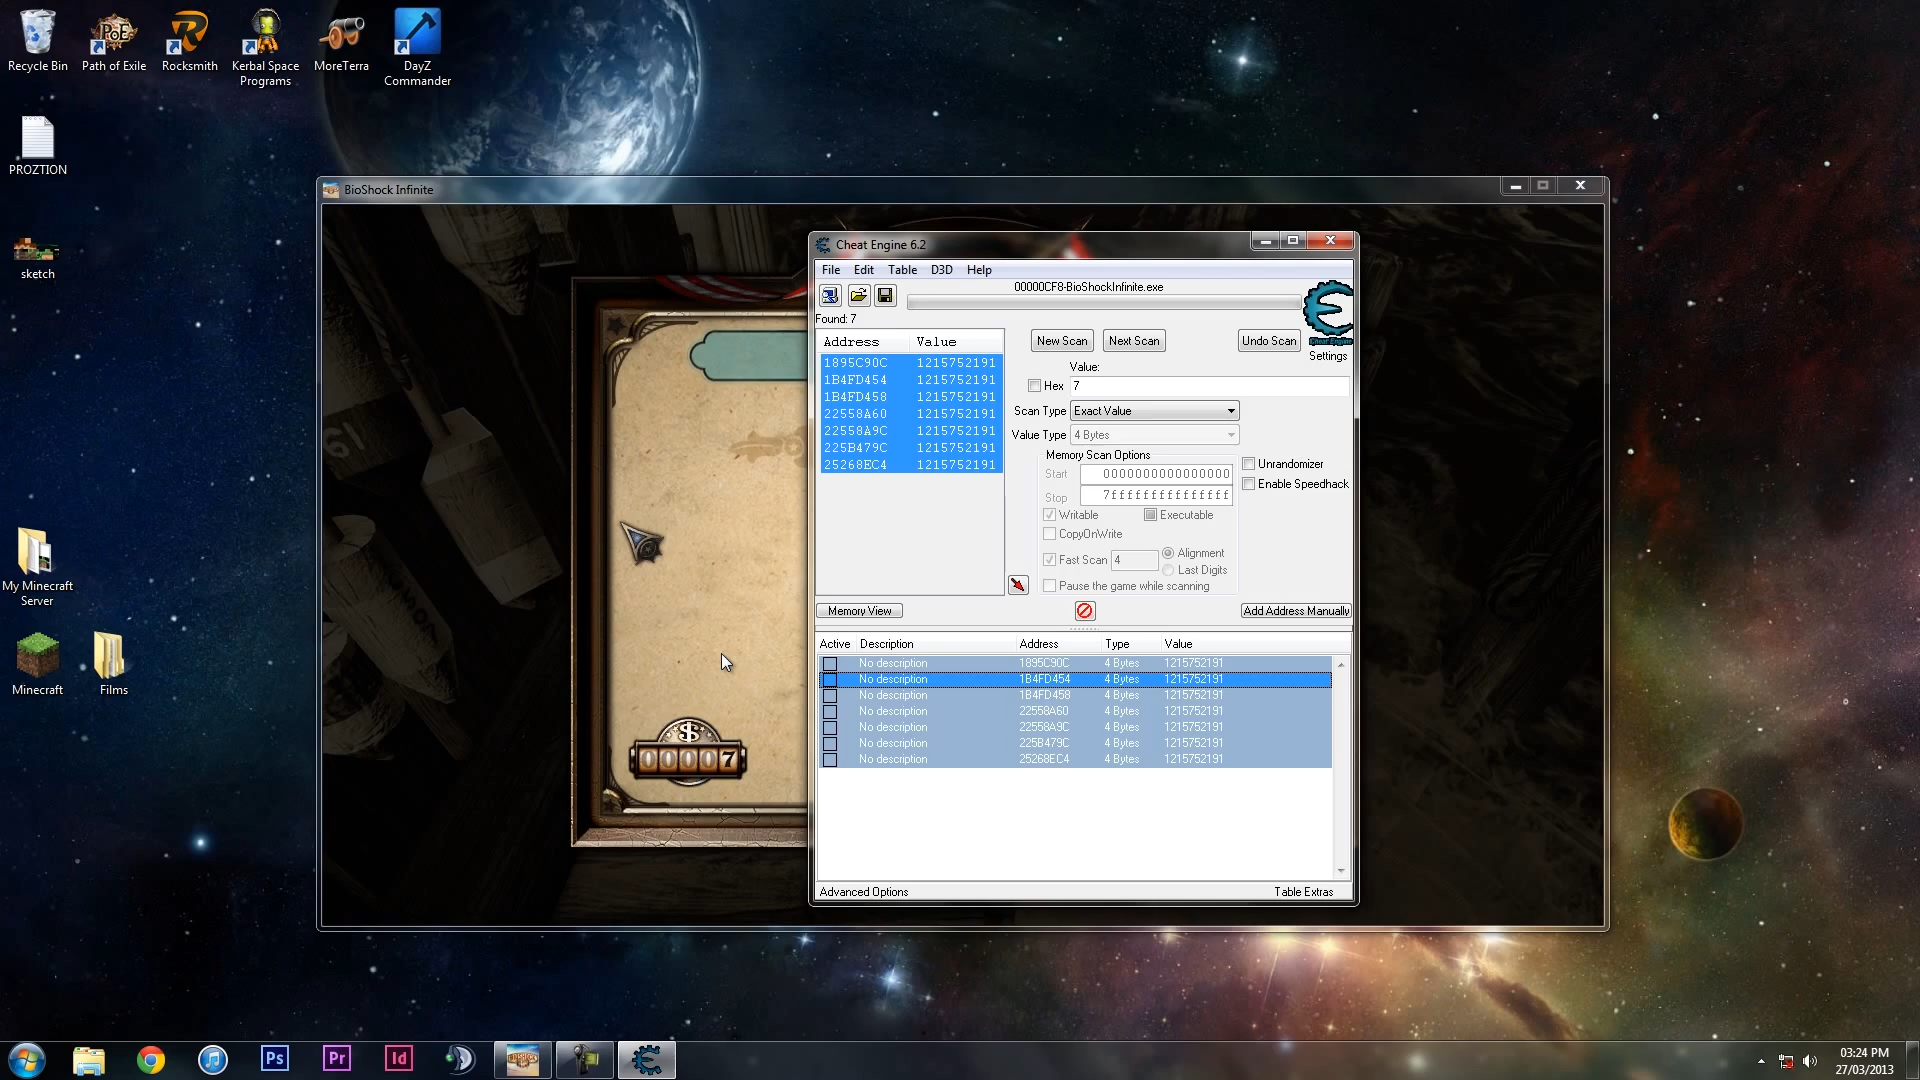 Recycle Bin
Path of Exile
Rocksmith
Kerbal Space
Programs
MoreTerra
DayZ
Commander
PROZTION
sketch
My Minecraft
Server
Minecraft
Films
BioShock Infinite
Cheat Engine 6.2
File Edit Table D3D Help
00000CF8-BioShockInfinite.exe
Found: 7
Address Value
1895C90C 1215752191
1B4FD454 1215752191
1B4FD458 1215752191
22558A60 1215752191
22558A9C 1215752191
225B479C 1215752191
25268EC4 1215752191
New Scan Next Scan Undo Scan
Cheat Engine
Settings
Value:
Hex 7
Scan Type Exact Value
Value Type 4 Bytes
Memory Scan Options
Start 0000000000000000
Stop 7fffffffffffffff
Writable Executable
CopyOnWrite
Fast Scan 4 Alignment
Last Digits
Pause the game while scanning
Unrandomizer
Enable Speedhack
Memory View
Add Address Manually
Active Description Address Type Value
No description 1895C90C 4 Bytes 1215752191
No description 1B4FD454 4 Bytes 1215752191
No description 1B4FD458 4 Bytes 1215752191
No description 22558A60 4 Bytes 1215752191
No description 22558A9C 4 Bytes 1215752191
No description 225B479C 4 Bytes 1215752191
No description 25268EC4 4 Bytes 1215752191
Advanced Options Table Extras
$
00007
Ps
Pr
Id
03:24 PM
27/03/2013